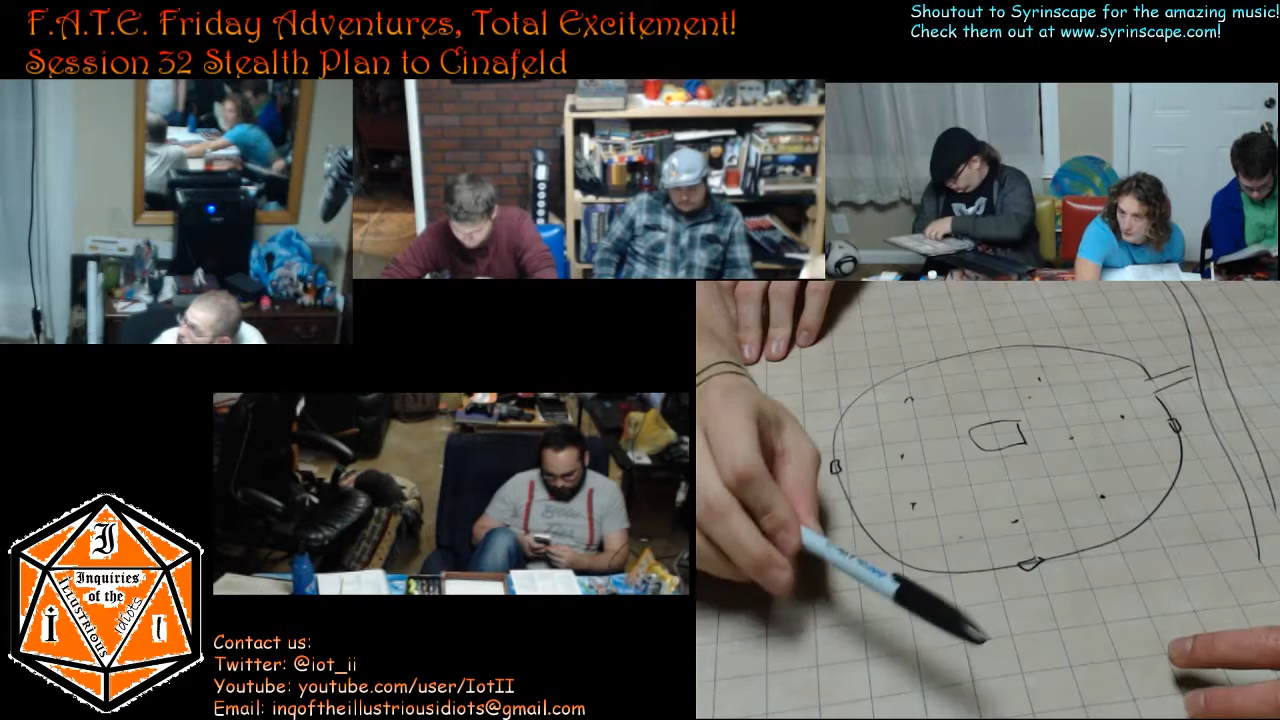 F.A.T.E. Friday Adventures, Total Excitement!
Session 32 Stealth Plan to Cinafeld
Shoutout to Syrinscape for the amazing music!
Check them out at www.syrinscape.com!
I
Inquiries
of the
ILLUSTRIOUS
idiots
i
I
Contact us:
Twitter: @iot_ii
Youtube: youtube.com/user/IotII
Email: inqoftheillustriousidiots@gmail.com